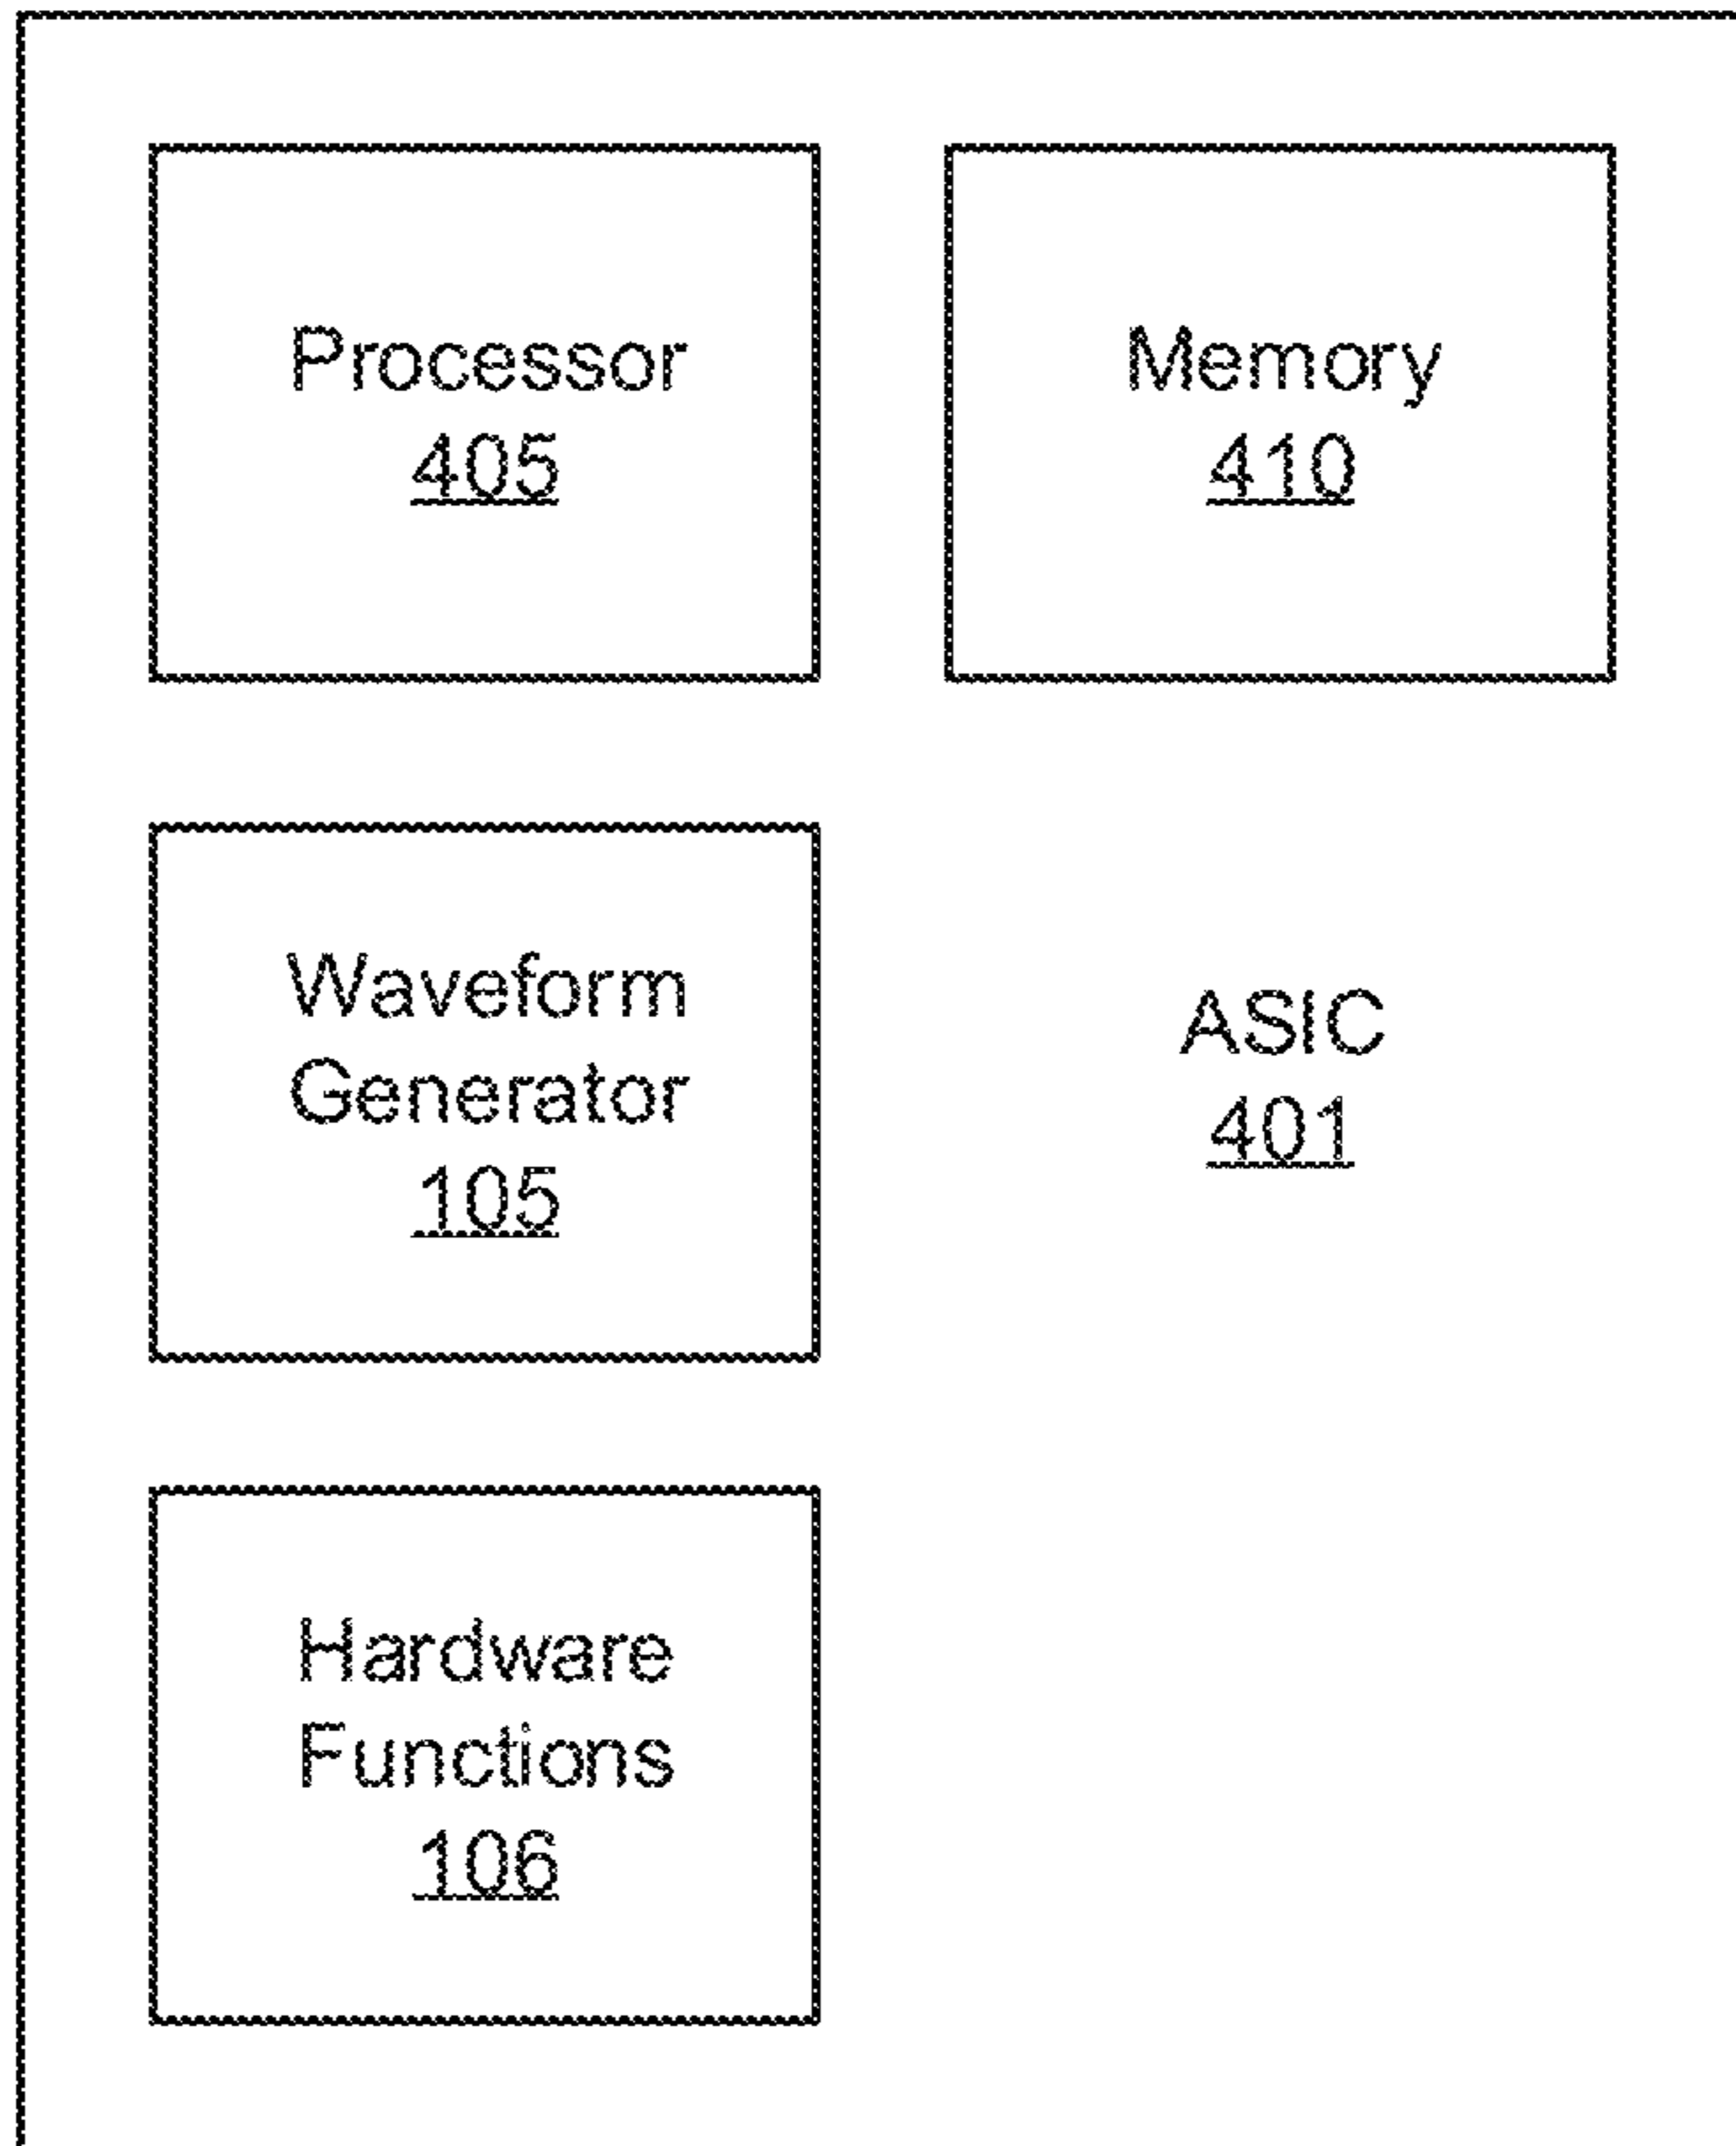 Processor
405
Memory
410
Waveform
Generator
105
ASIC
401
Hardware
Functions
106